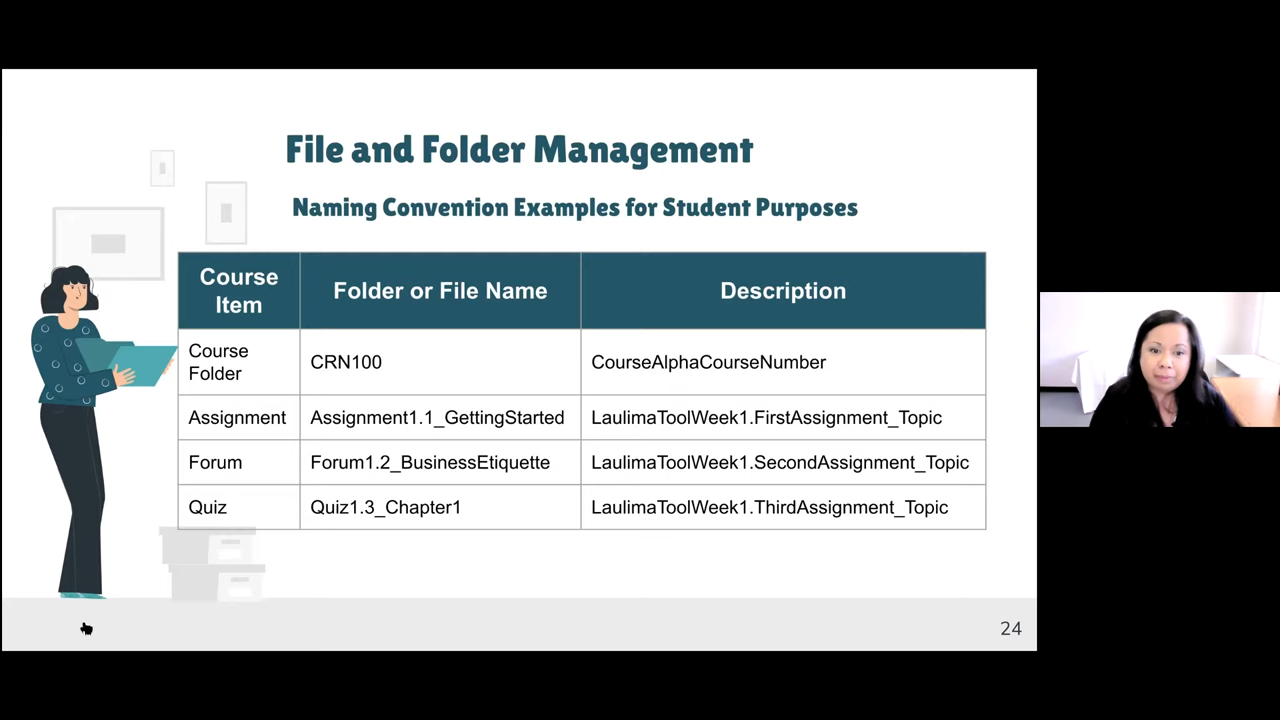 File and Folder Management
Naming Convention Examples for Student Purposes
Course Item
Folder or File Name
Description
Course Folder
CRN100
CourseAlphaCourseNumber
Assignment
Assignment1.1_GettingStarted
LaulimaToolWeek1.FirstAssignment_Topic
Forum
Forum1.2_BusinessEtiquette
LaulimaToolWeek1.SecondAssignment_Topic
Quiz
Quiz1.3_Chapter1
LaulimaToolWeek1.ThirdAssignment_Topic
24